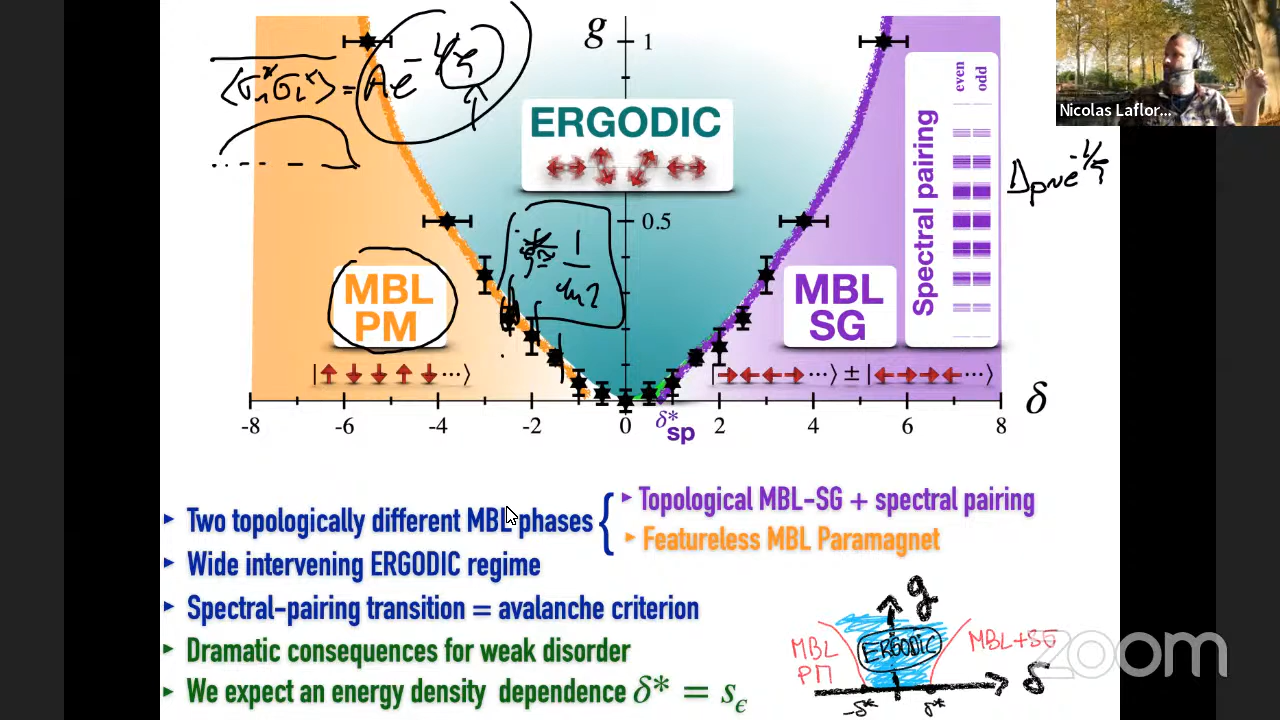 g
1
ERGODIC
0.5
MBL
PM
MBL
SG
Spectral pairing
even
odd
Nicolas Laflor...
|↑ ↓ ↓ ↑ ↓ ···⟩
|→←←→ ···⟩ ± |←→→← ···⟩
-8 -6 -4 -2 0 2 4 6 8
δ
δ*sp
▸ Two topologically different MBL phases
▸ Topological MBL-SG + spectral pairing
▸ Featureless MBL Paramagnet
▸ Wide intervening ERGODIC regime
▸ Spectral-pairing transition = avalanche criterion
▸ Dramatic consequences for weak disorder
▸ We expect an energy density dependence δ* = sϵ
g
MBL
PM
ERGODIC
MBL+SG
δ
-δ* δ*
zoom